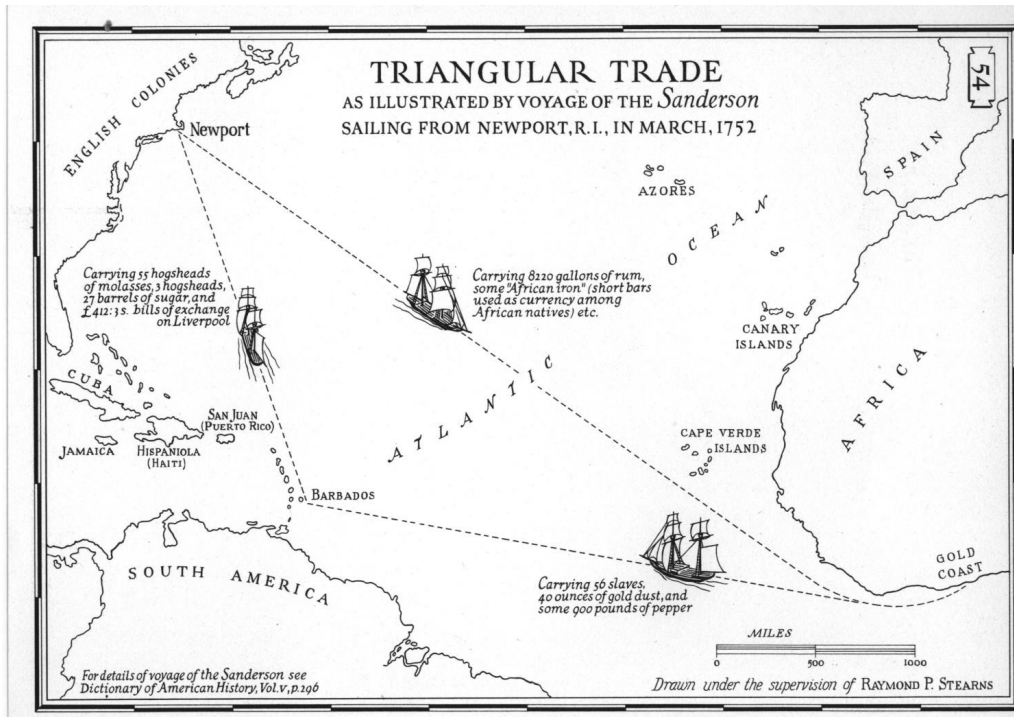 TRIANGULAR TRADE
AS ILLUSTRATED BY VOYAGE OF THE Sanderson
SAILING FROM NEWPORT, R.I., IN MARCH, 1752
54
ENGLISH COLONIES
Newport
SPAIN
AZORES
ATLANTIC OCEAN
Carrying 55 hogsheads
of molasses, 3 hogsheads,
27 barrels of sugar, and
£412:3 s. bills of exchange
on Liverpool
Carrying 8220 gallons of rum,
some "African iron" (short bars
used as currency among
African natives) etc.
CANARY
ISLANDS
AFRICA
CUBA
SAN JUAN
(PUERTO RICO)
JAMAICA
HISPANIOLA
(HAITI)
CAPE VERDE
ISLANDS
BARBADOS
GOLD
COAST
SOUTH AMERICA
Carrying 56 slaves,
40 ounces of gold dust, and
some 900 pounds of pepper
MILES
0 500 1000
For details of voyage of the Sanderson see
Dictionary of American History, Vol. V, p. 296
Drawn under the supervision of RAYMOND P. STEARNS